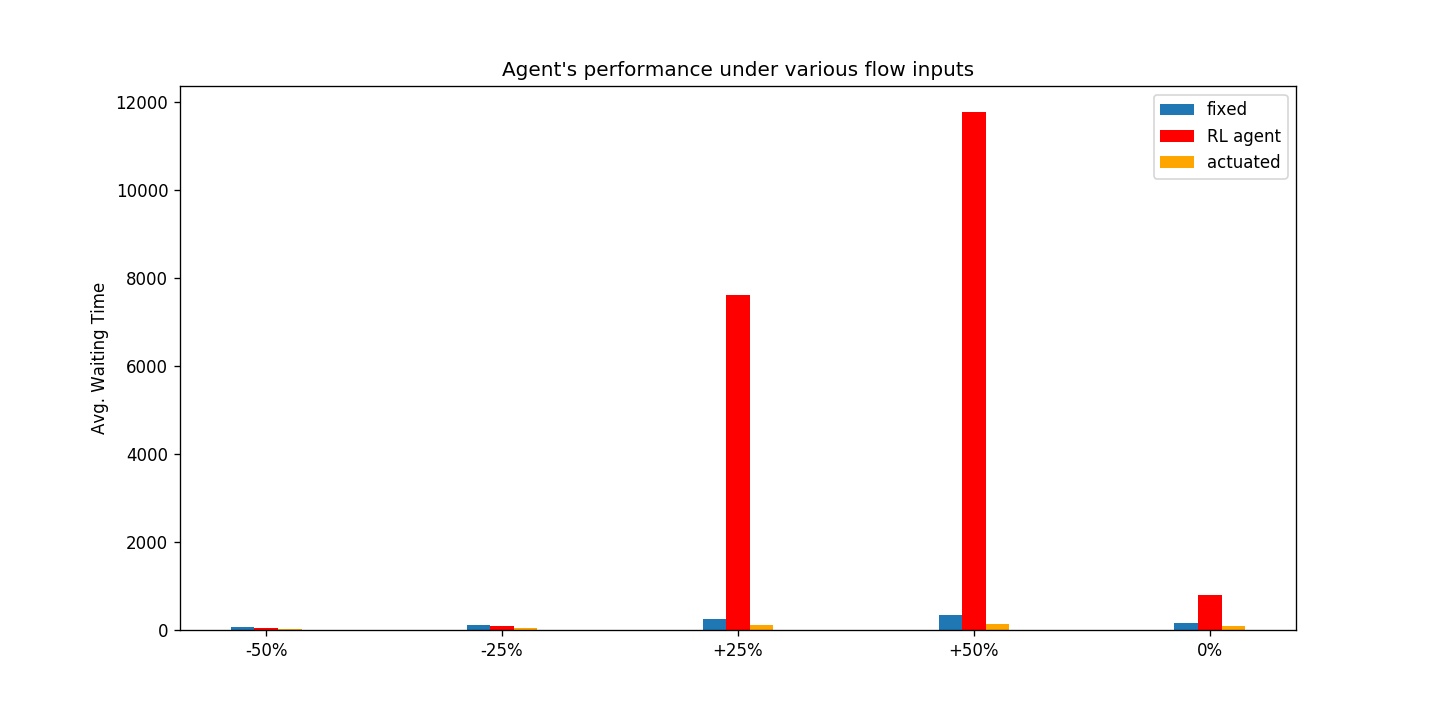 Agent's performance under various flow inputs
12000
10000
8000
6000
4000
2000
0
Avg. Waiting Time
fixed
RL agent
actuated
-50%
-25%
+25%
+50%
0%